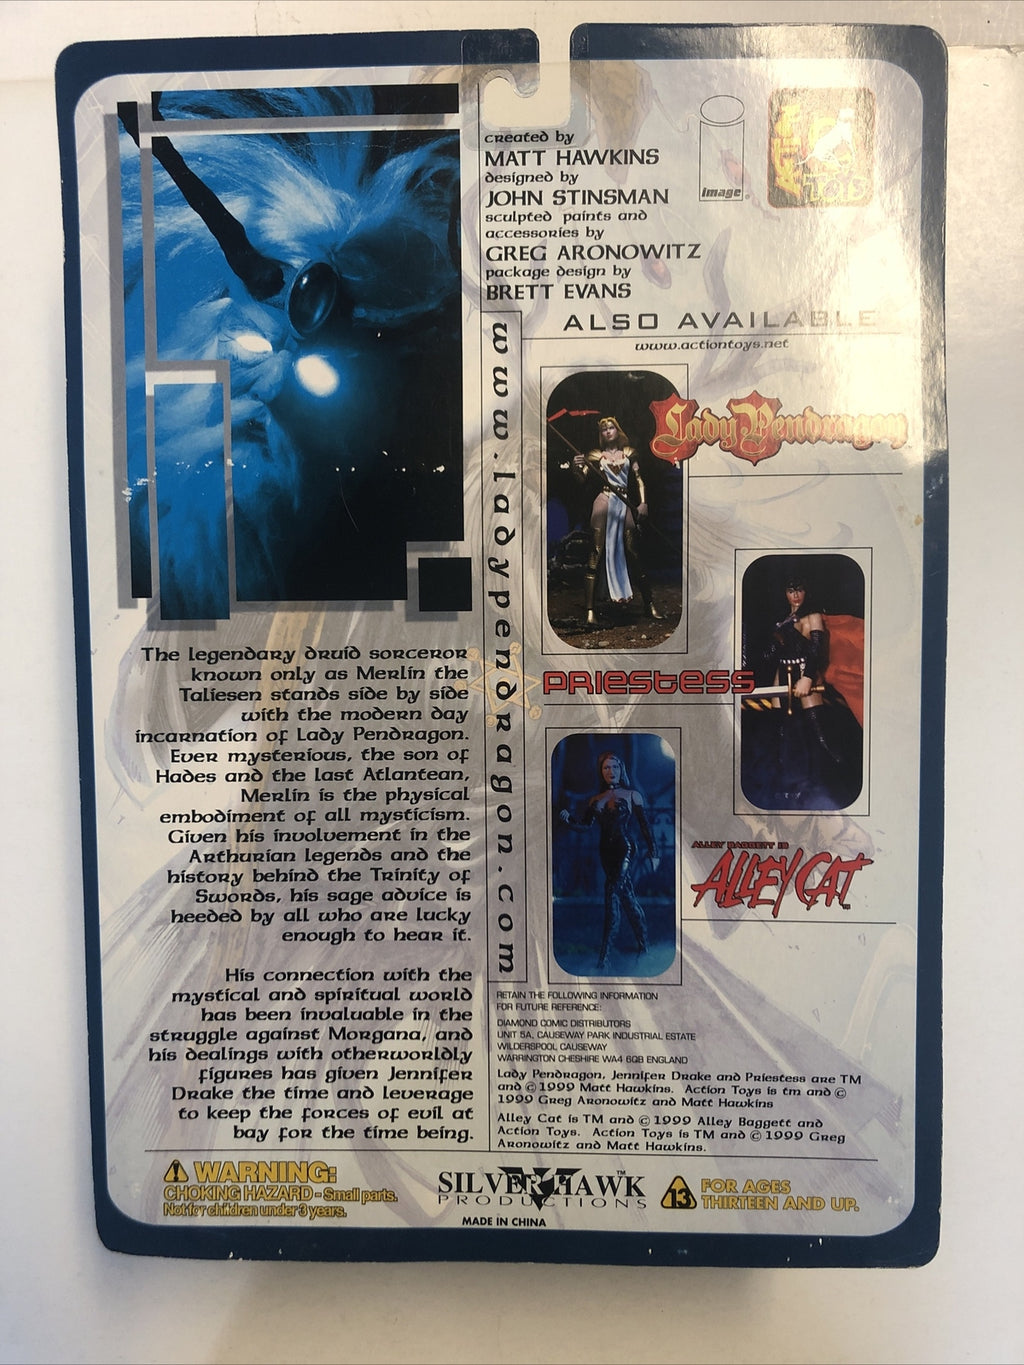 created by
MATT HAWKINS
designed by
JOHN STINSMAN
sculpted paints and
accessories by
GREG ARONOWITZ
package design by
BRETT EVANS
image®
ACTION
TOYS
ALSO AVAILABLE
www.actiontoys.net
Lady Pendragon
PRIESTESS
ALLEY BAGGETT IS
ALLEY CAT
www.ladypendragon.com
The legendary druid sorceror
known only as Merlin the
Taliesen stands side by side
with the modern day
incarnation of Lady Pendragon.
Ever mysterious, the son of
Hades and the last Atlantean,
Merlin is the physical
embodiment of all mysticism.
Given his involvement in the
Arthurian legends and the
history behind the Trinity of
Swords, his sage advice is
heeded by all who are lucky
enough to hear it.
His connection with the
mystical and spiritual world
has been invaluable in the
struggle against Morgana, and
his dealings with otherworldly
figures has given Jennifer
Drake the time and leverage
to keep the forces of evil at
bay for the time being.
RETAIN THE FOLLOWING INFORMATION
FOR FUTURE REFERENCE:
DIAMOND COMIC DISTRIBUTORS
UNIT 5A, CAUSEWAY PARK INDUSTRIAL ESTATE
WILDERSPOOL CAUSEWAY
WARRINGTON CHESHIRE WA4 6QB ENGLAND
Lady Pendragon, Jennifer Drake and Priestess are TM
and © 1999 Matt Hawkins. Action Toys is tm and ©
1999 Greg Aronowitz and Matt Hawkins
Alley Cat is TM and © 1999 Alley Baggett and
Action Toys. Action Toys is TM and © 1999 Greg
Aronowitz and Matt Hawkins.
WARNING:
CHOKING HAZARD - Small parts.
Not for children under 3 years.
SILVERHAWK™
PRODUCTIONS
MADE IN CHINA
13
FOR AGES
THIRTEEN AND UP.